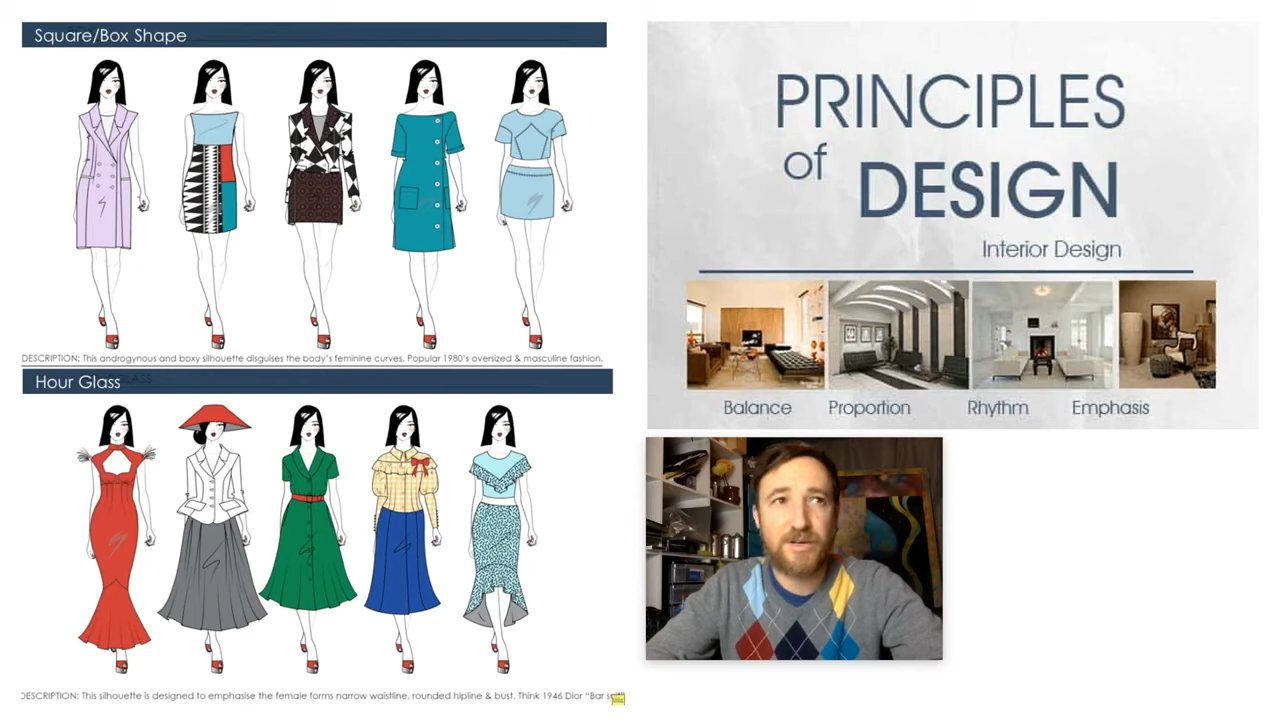 Square/Box Shape
DESCRIPTION: This androgynous and boxy silhouette disguises the body's feminine curves. Popular 1980's oversized & masculine fashion.
Hour Glass
DESCRIPTION: This silhouette is designed to emphasise the female forms narrow waistline, rounded hipline & bust. Think 1946 Dior "Bar
PRINCIPLES
of
DESIGN
Interior Design
Balance Proportion Rhythm Emphasis